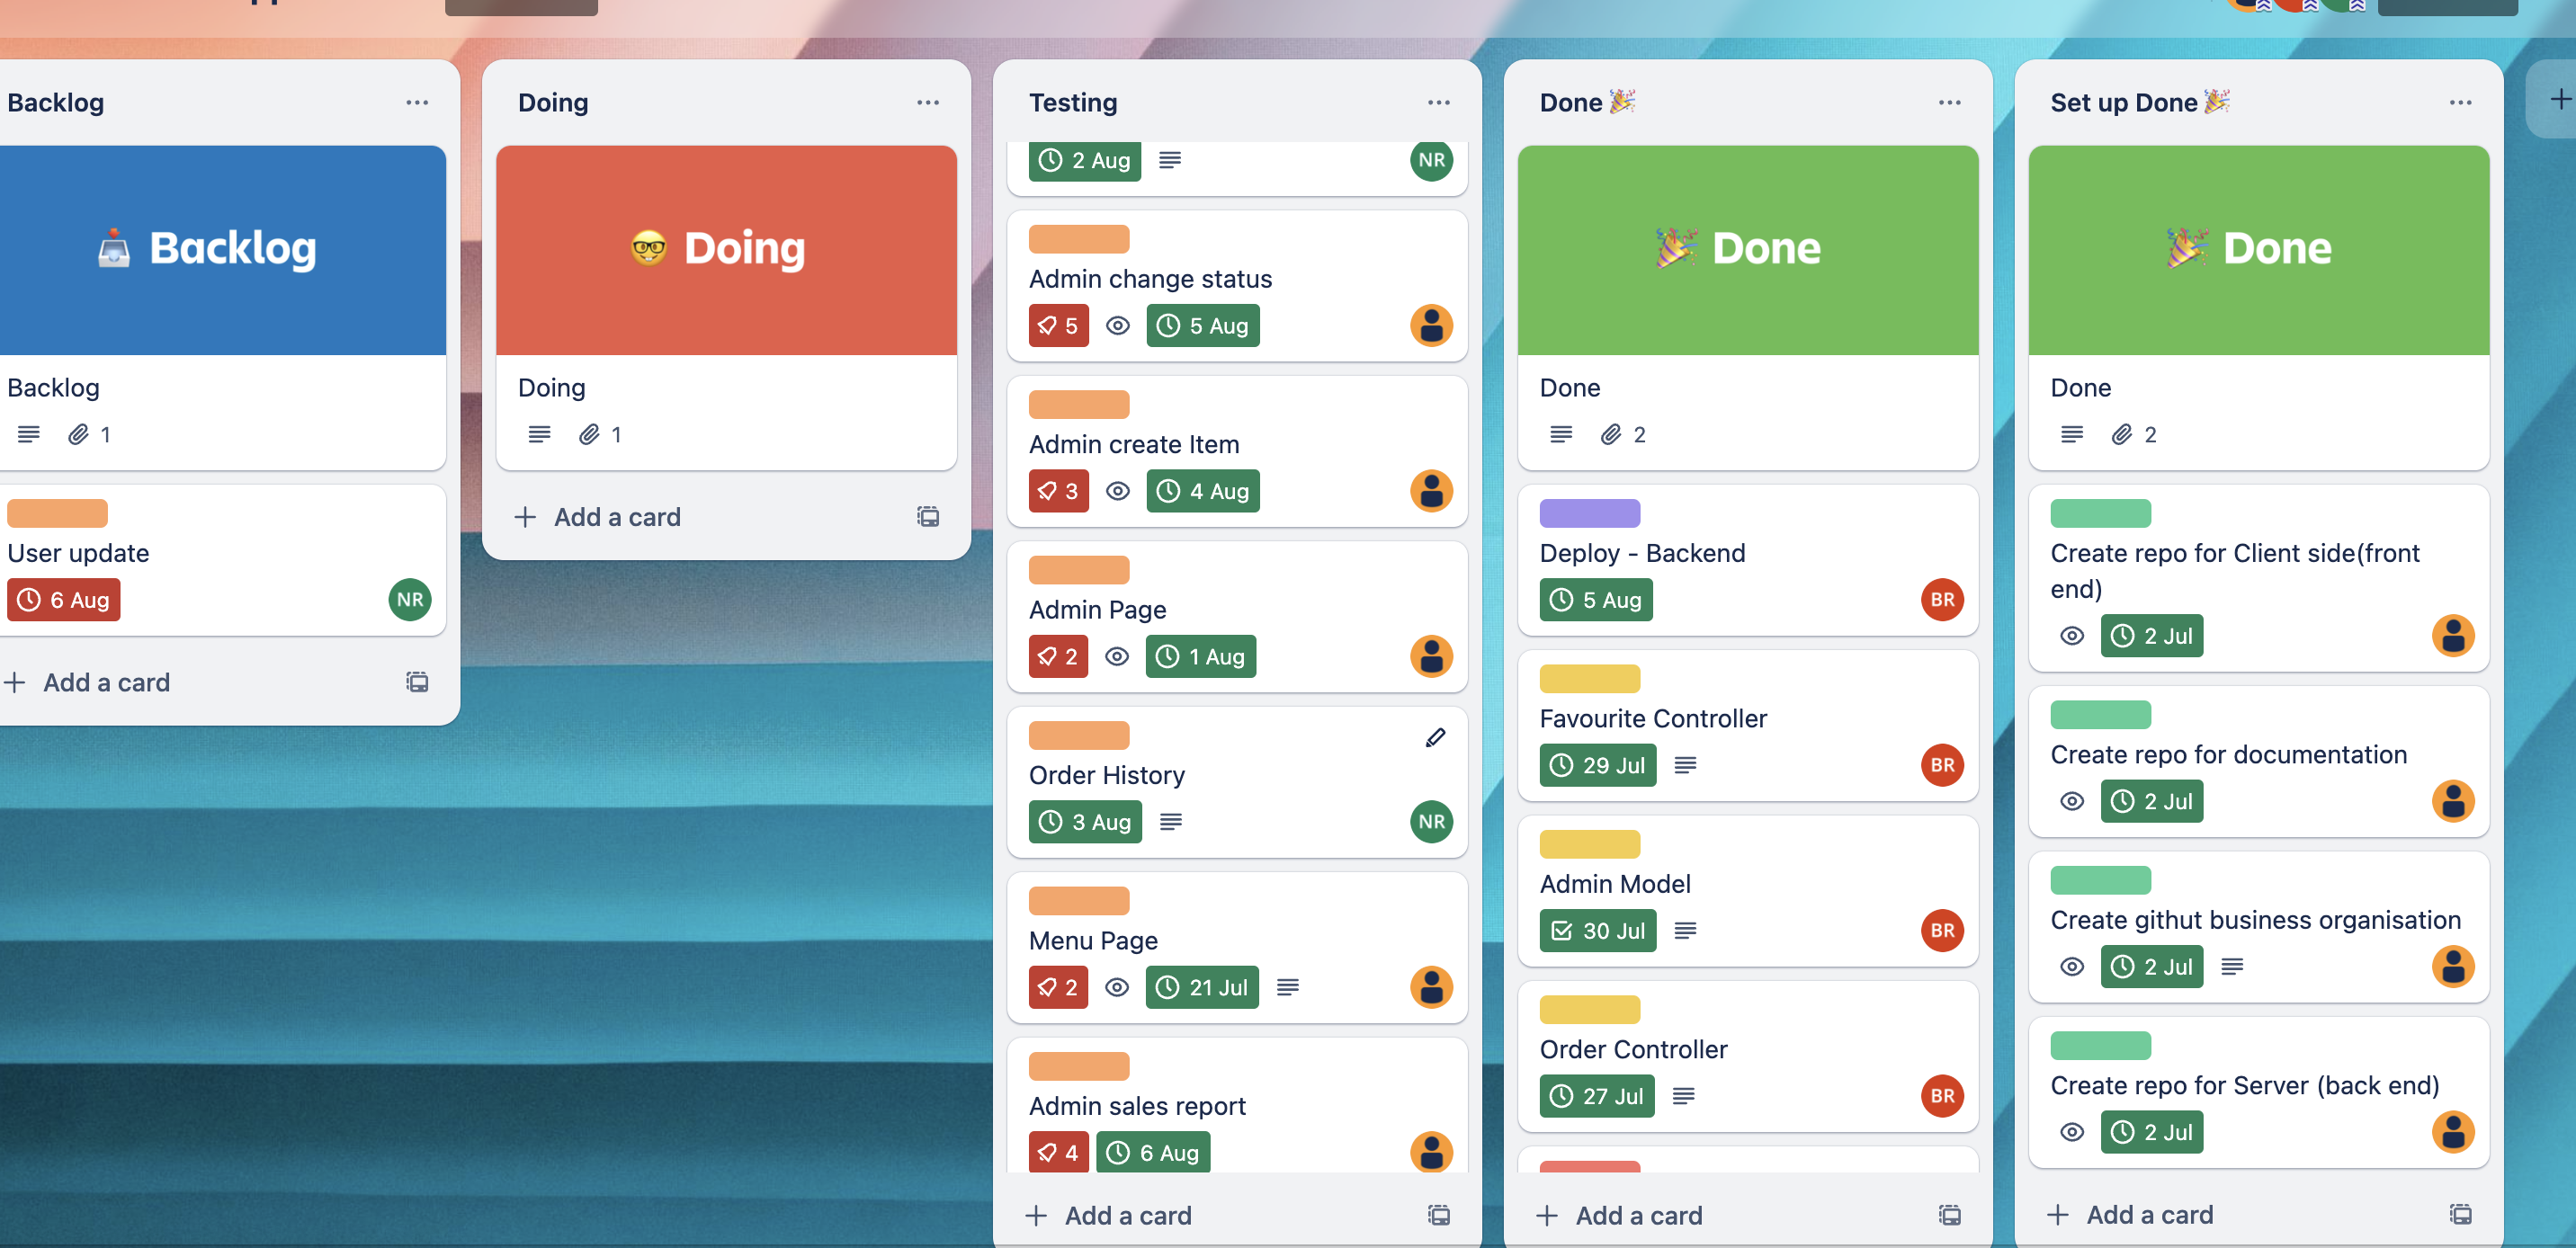 Backlog
Backlog
Backlog
1
User update
6 Aug
NR
Add a card
Doing
Doing
Doing
1
Add a card
Testing
2 Aug
NR
Admin change status
5
5 Aug
Admin create Item
3
4 Aug
Admin Page
2
1 Aug
Order History
3 Aug
NR
Menu Page
2
21 Jul
Admin sales report
4
6 Aug
Add a card
Done
Done
Done
2
Deploy - Backend
5 Aug
BR
Favourite Controller
29 Jul
BR
Admin Model
30 Jul
BR
Order Controller
27 Jul
BR
Add a card
Set up Done
Done
Done
2
Create repo for Client side(front
end)
2 Jul
Create repo for documentation
2 Jul
Create githut business organisation
2 Jul
Create repo for Server (back end)
2 Jul
Add a card